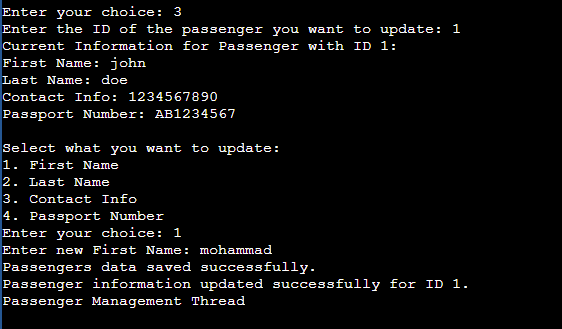 Enter your choice: 3
Enter the ID of the passenger you want to update: 1
Current Information for Passenger with ID 1:
First Name: john
Last Name: doe
Contact Info: 1234567890
Passport Number: AB1234567
Select what you want to update:
1. First Name
2. Last Name
3. Contact Info
4. Passport Number
Enter your choice: 1
Enter new First Name: mohammad
Passengers data saved successfully.
Passenger information updated successfully for ID 1.
Passenger Management Thread